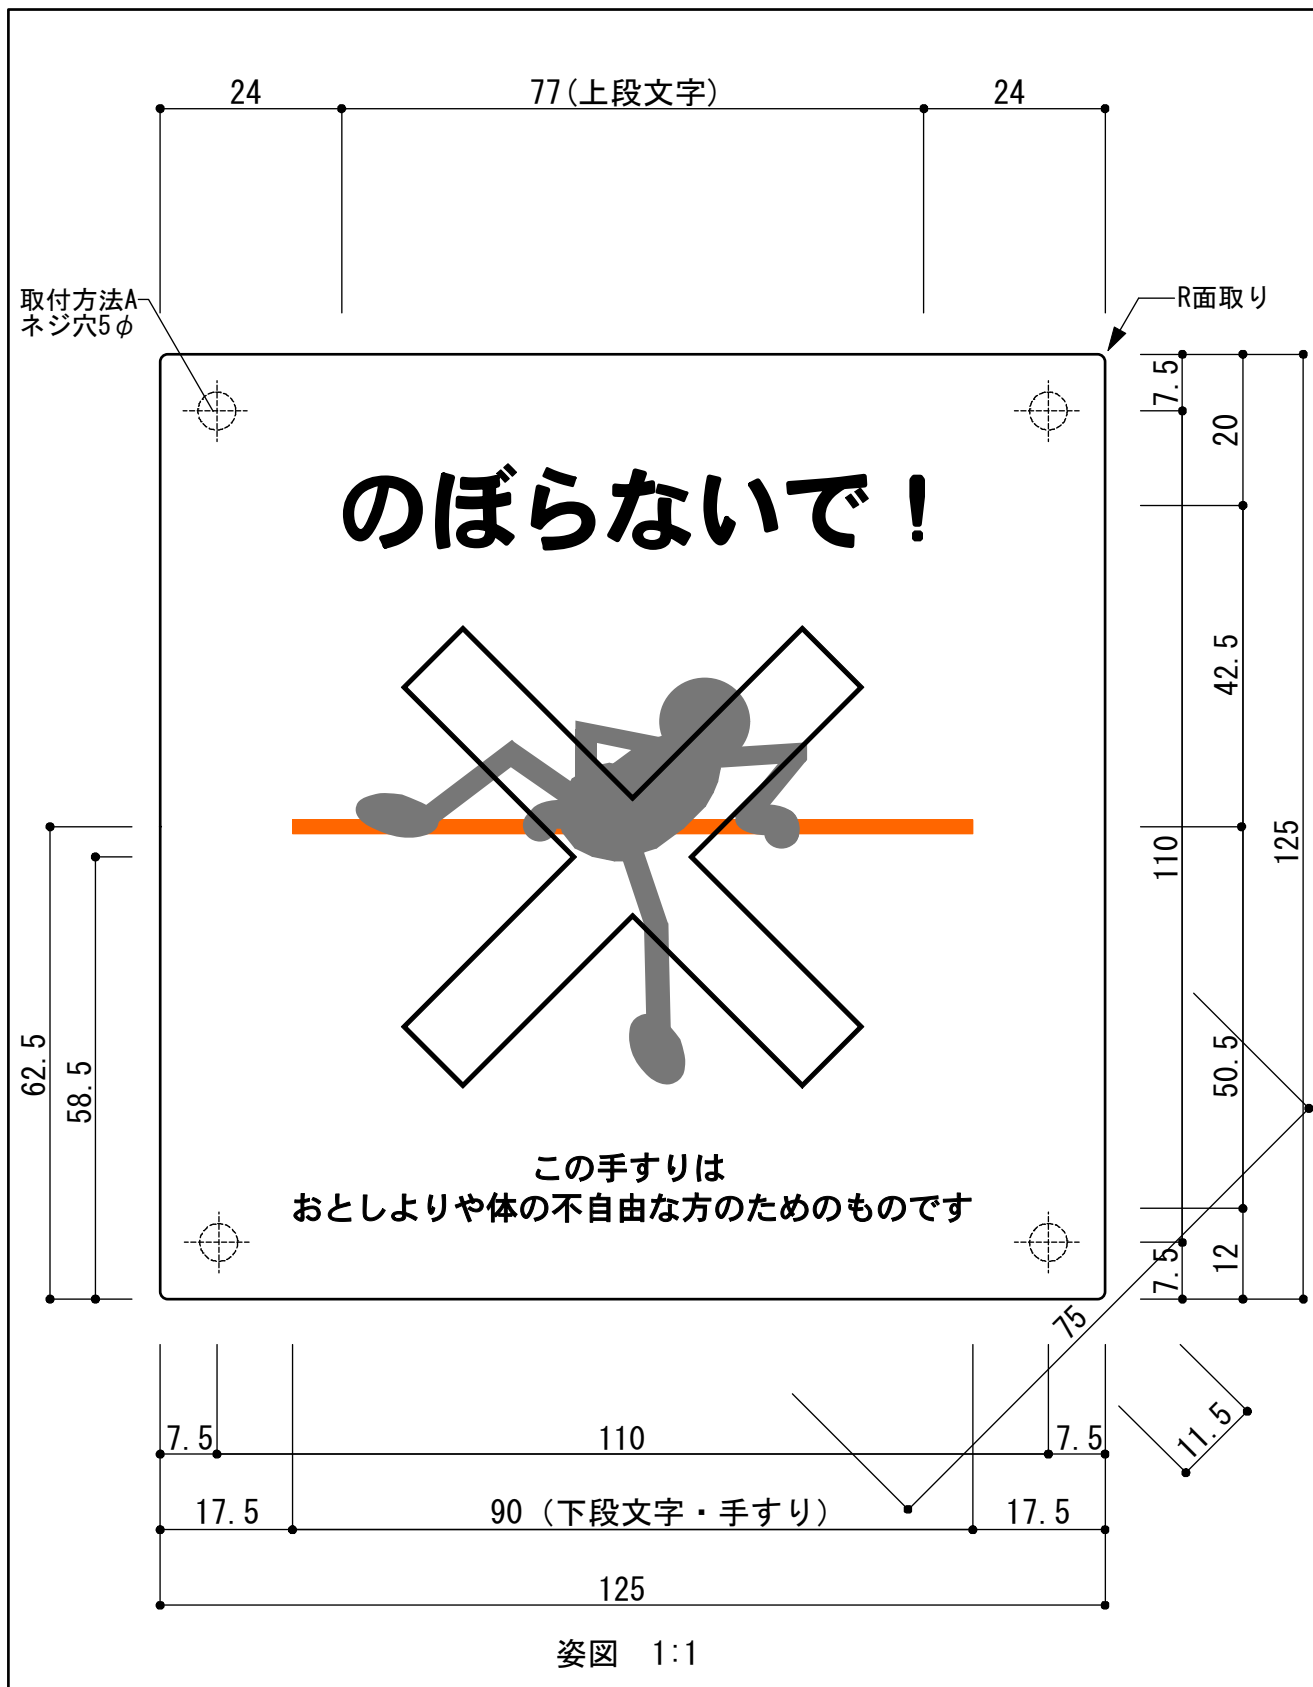 24
77(上段文字)
24
取付方法A
ネジ穴5φ
R面取り
7.5
20
のぼらないで！
42.5
110
125
62.5
58.5
50.5
この手すりは
おとしよりや体の不自由な方のためのものです
7.5
12
75
11.5
7.5
110
7.5
17.5
90（下段文字・手すり）
17.5
125
姿図　1:1